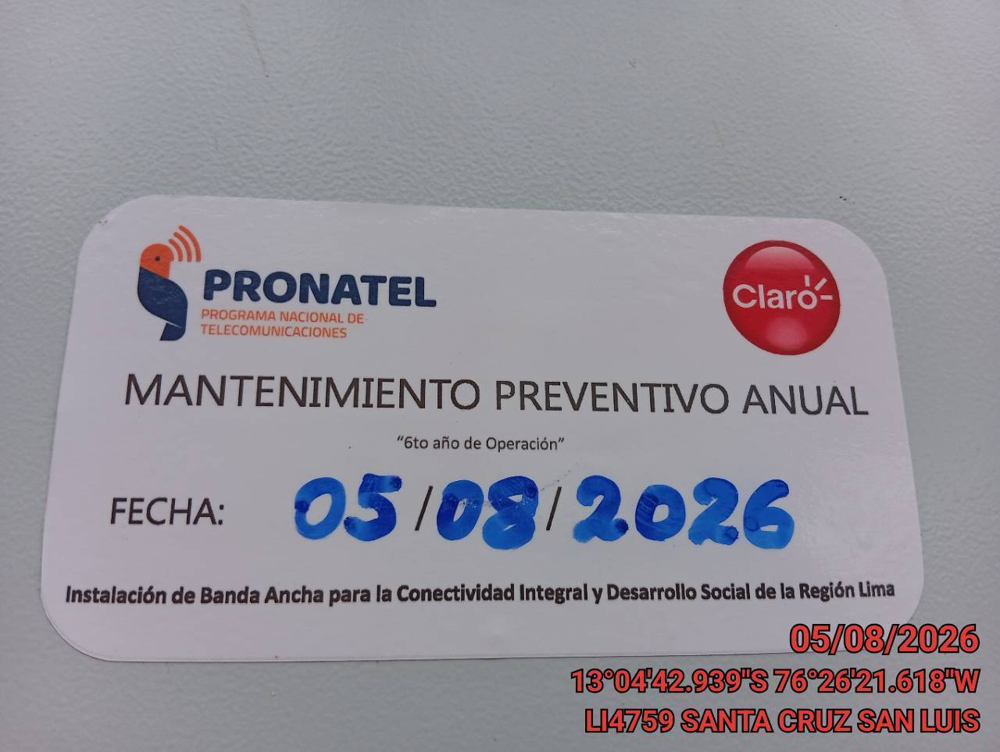 PRONATEL
PROGRAMA NACIONAL DE
TELECOMUNICACIONES
Claro
MANTENIMIENTO PREVENTIVO ANUAL
“6to año de Operación”
FECHA: 05/08/2026
Instalación de Banda Ancha para la Conectividad Integral y Desarrollo Social de la Región Lima
05/08/2026
13°04'42.939"S 76°26'21.618"W
LI4759 SANTA CRUZ SAN LUIS